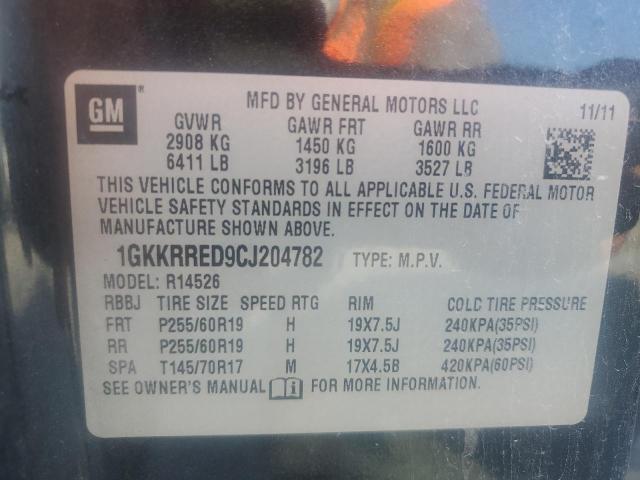 GM ® MFD BY GENERAL MOTORS LLC 11/11
GVWR GAWR FRT GAWR RR
2908 KG 1450 KG 1600 KG
6411 LB 3196 LB 3527 LB
THIS VEHICLE CONFORMS TO ALL APPLICABLE U.S. FEDERAL MOTOR
VEHICLE SAFETY STANDARDS IN EFFECT ON THE DATE OF
MANUFACTURE SHOWN ABOVE.
1GKKRRED9CJ204782 TYPE: M.P.V.
MODEL: R14526
RBBJ TIRE SIZE SPEED RTG RIM COLD TIRE PRESSURE
FRT P255/60R19 H 19X7.5J 240KPA(35PSI)
RR P255/60R19 H 19X7.5J 240KPA(35PSI)
SPA T145/70R17 M 17X4.5B 420KPA(60PSI)
SEE OWNER'S MANUAL i FOR MORE INFORMATION.